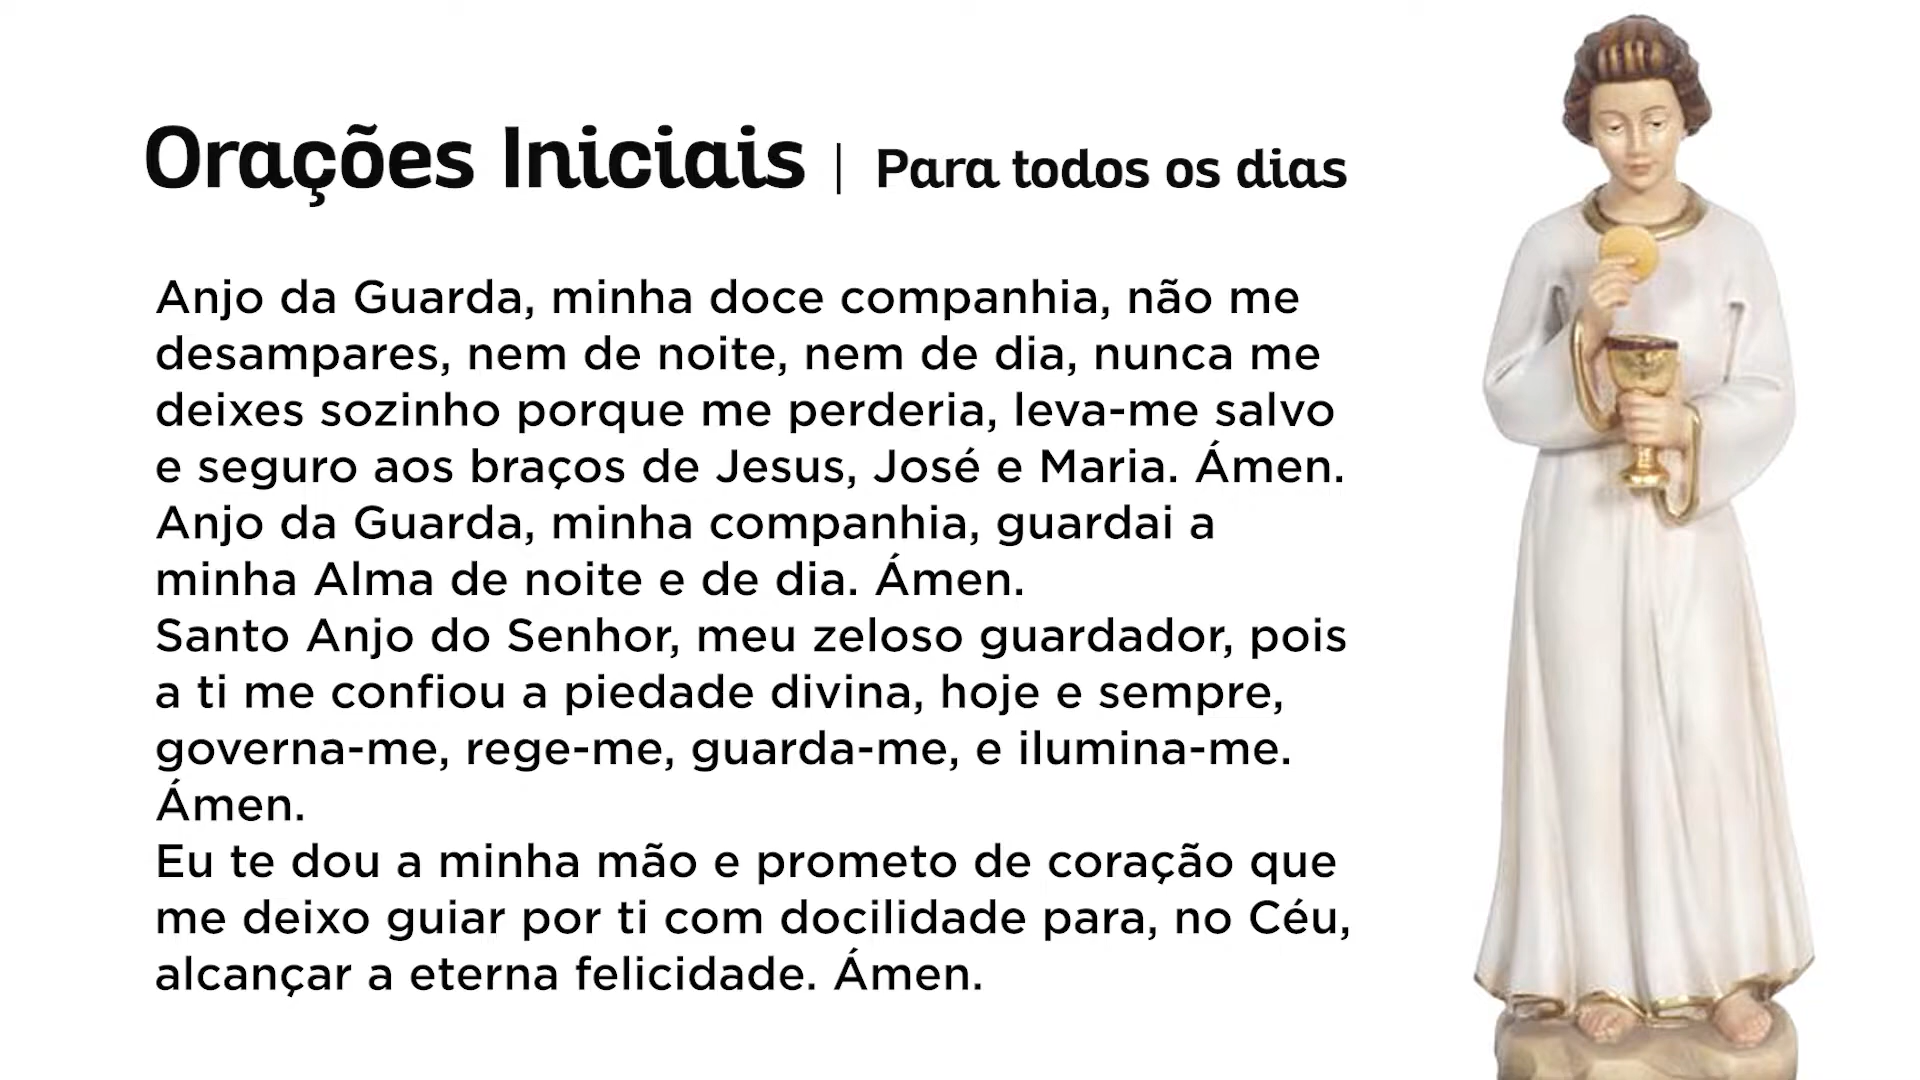 Orações Iniciais | Para todos os dias
Anjo da Guarda, minha doce companhia, não me
desampares, nem de noite, nem de dia, nunca me
deixes sozinho porque me perderia, leva-me salvo
e seguro aos braços de Jesus, José e Maria. Ámen.
Anjo da Guarda, minha companhia, guardai a
minha Alma de noite e de dia. Ámen.
Santo Anjo do Senhor, meu zeloso guardador, pois
a ti me confiou a piedade divina, hoje e sempre,
governa-me, rege-me, guarda-me, e ilumina-me.
Ámen.
Eu te dou a minha mão e prometo de coração que
me deixo guiar por ti com docilidade para, no Céu,
alcançar a eterna felicidade. Ámen.